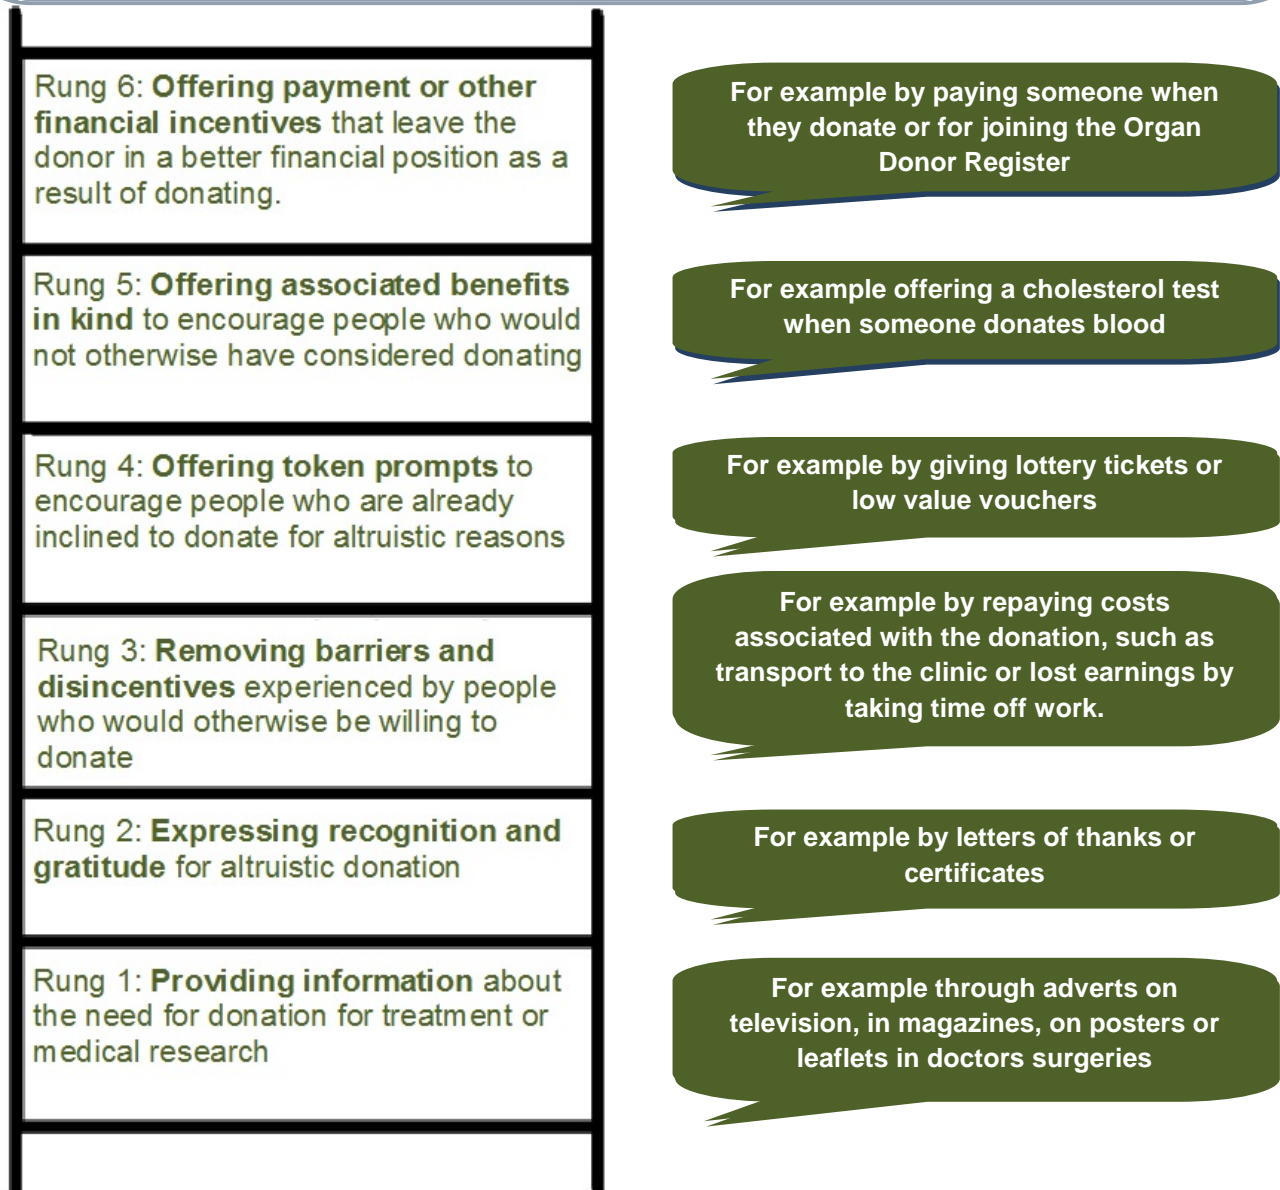 Rung 6: Offering payment or other
financial incentives that leave the
donor in a better financial position as a
result of donating.
For example by paying someone when
they donate or for joining the Organ
Donor Register
Rung 5: Offering associated benefits
in kind to encourage people who would
not otherwise have considered donating
For example offering a cholesterol test
when someone donates blood
Rung 4: Offering token prompts to
encourage people who are already
inclined to donate for altruistic reasons
For example by giving lottery tickets or
low value vouchers
Rung 3: Removing barriers and
disincentives experienced by people
who would otherwise be willing to
donate
For example by repaying costs
associated with the donation, such as
transport to the clinic or lost earnings by
taking time off work.
Rung 2: Expressing recognition and
gratitude for altruistic donation
For example by letters of thanks or
certificates
Rung 1: Providing information about
the need for donation for treatment or
medical research
For example through adverts on
television, in magazines, on posters or
leaflets in doctors surgeries